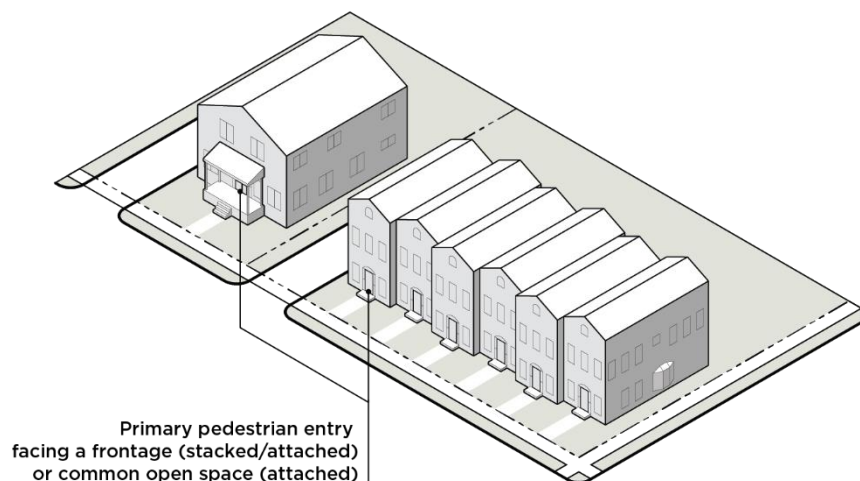 Primary pedestrian entry
facing a frontage (stacked/attached)
or common open space (attached)